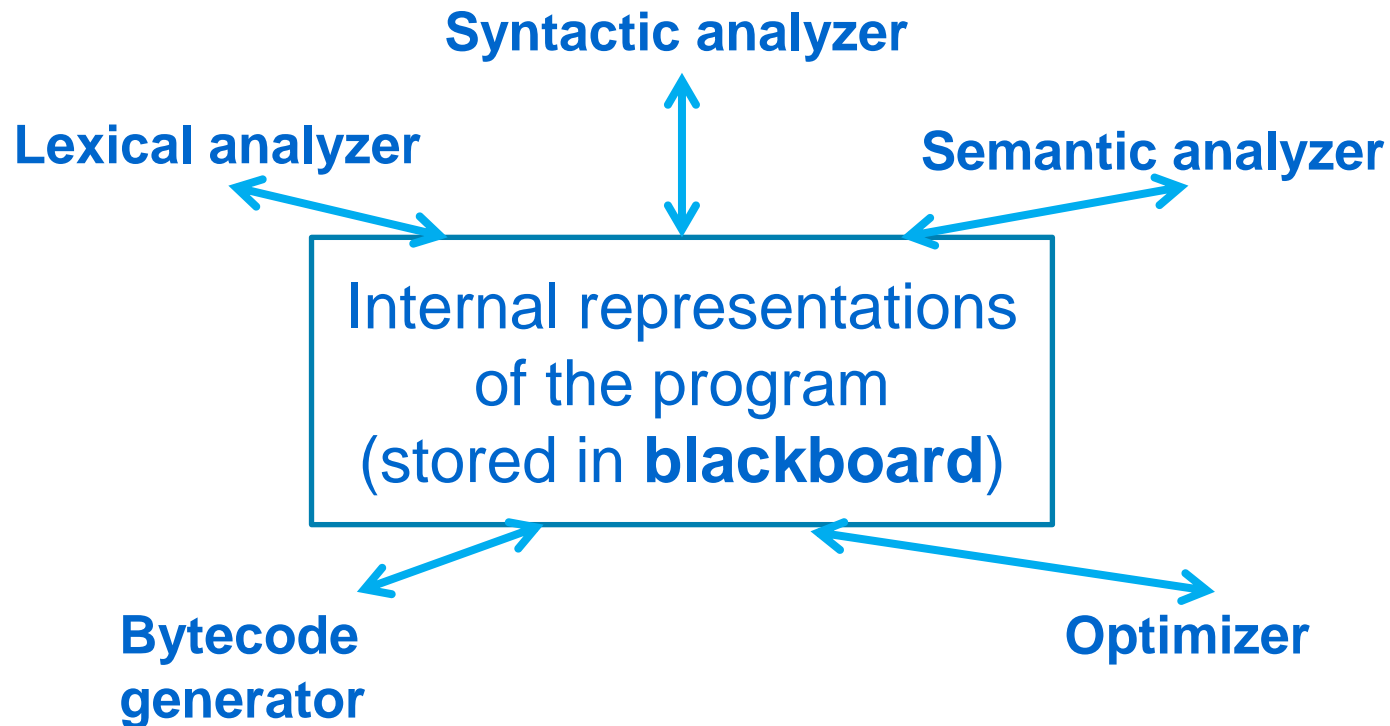 Syntactic analyzer
Lexical analyzer
Semantic analyzer
Internal representations
of the program
(stored in blackboard)
Bytecode
generator
Optimizer